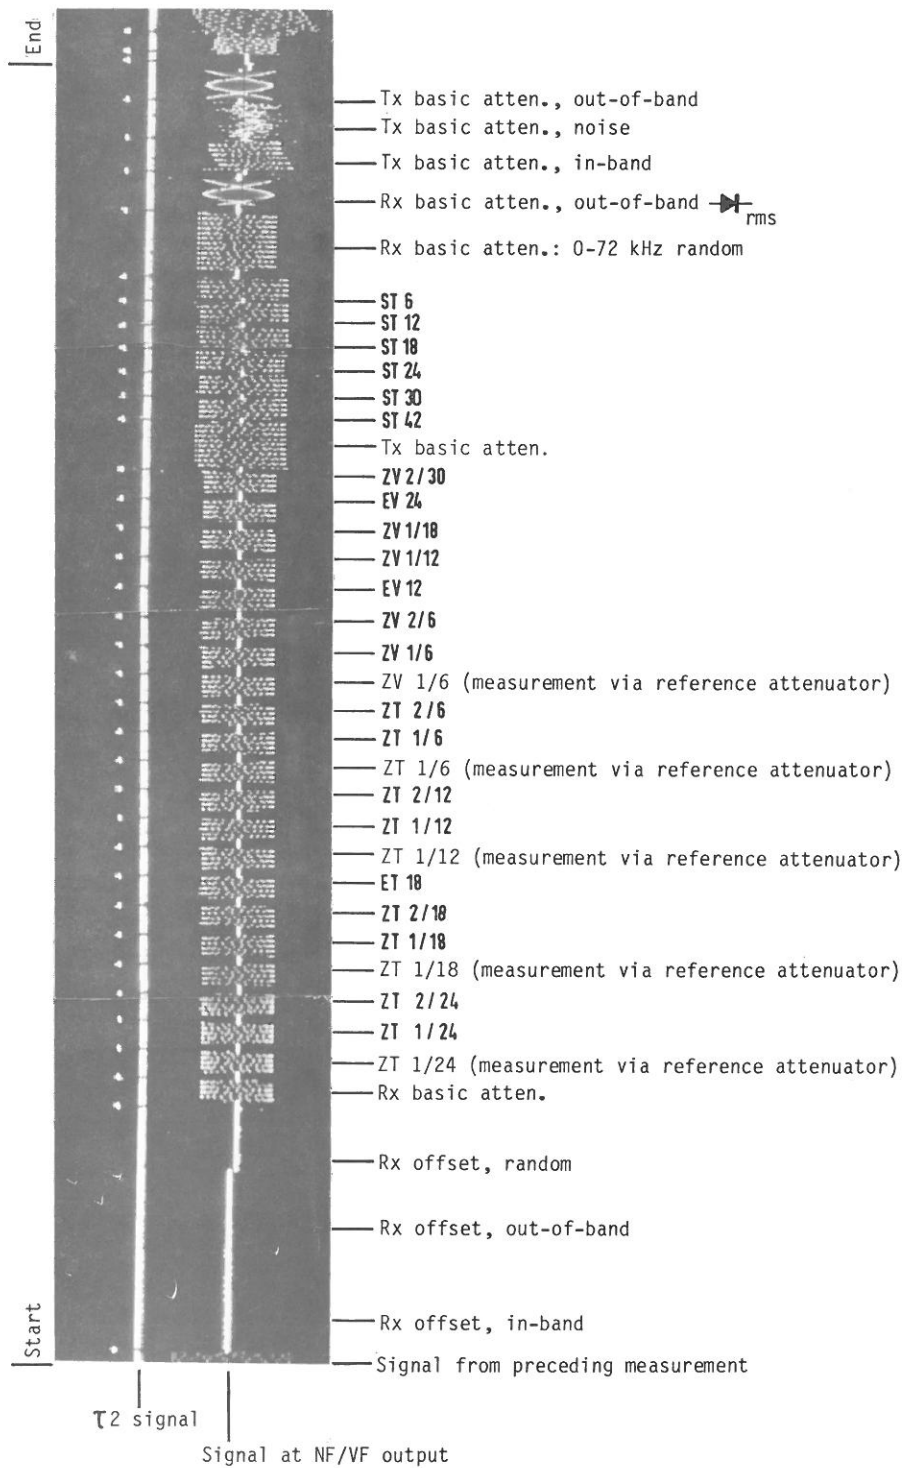 End
Tx basic atten., out-of-band
Tx basic atten., noise
Tx basic atten., in-band
Rx basic atten., out-of-band
rms
Rx basic atten.: 0-72 kHz random
ST 6
ST 12
ST 18
ST 24
ST 30
ST 42
Tx basic atten.
ZV 2/30
EV 24
ZV 1/18
ZV 1/12
EV 12
ZV 2/6
ZV 1/6
ZV 1/6 (measurement via reference attenuator)
ZT 2/6
ZT 1/6
ZT 1/6 (measurement via reference attenuator)
ZT 2/12
ZT 1/12
ZT 1/12 (measurement via reference attenuator)
ET 18
ZT 2/18
ZT 1/18
ZT 1/18 (measurement via reference attenuator)
ZT 2/24
ZT 1/24
ZT 1/24 (measurement via reference attenuator)
Rx basic atten.
Rx offset, random
Rx offset, out-of-band
Rx offset, in-band
Start
Signal from preceding measurement
τ2 signal
Signal at NF/VF output